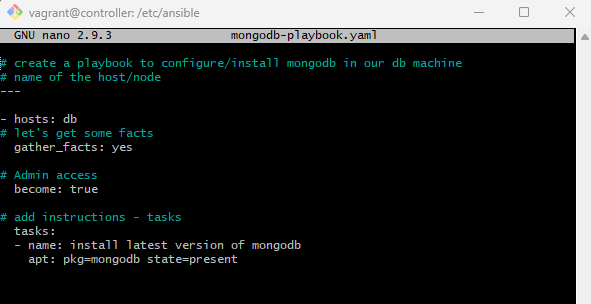 vagrant@controller: /etc/ansible
GNU nano 2.9.3 mongodb-playbook.yaml
# create a playbook to configure/install mongodb in our db machine
# name of the host/node
---
- hosts: db
# let's get some facts
  gather_facts: yes
# Admin access
  become: true
# add instructions - tasks
  tasks:
  - name: install latest version of mongodb
    apt: pkg=mongodb state=present